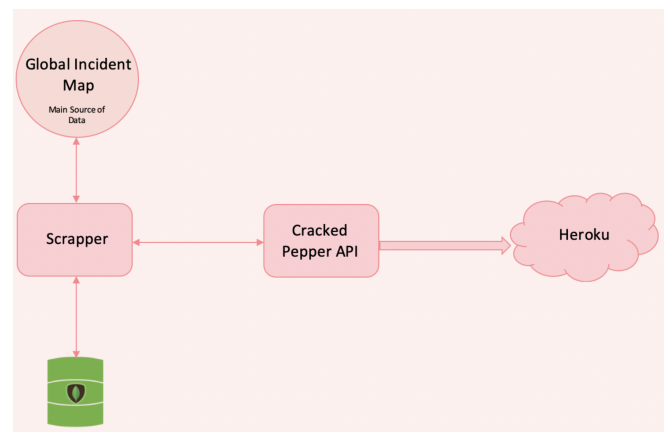 Global Incident
Map
Main Source of
Data
Scrapper
Cracked
Pepper API
Heroku